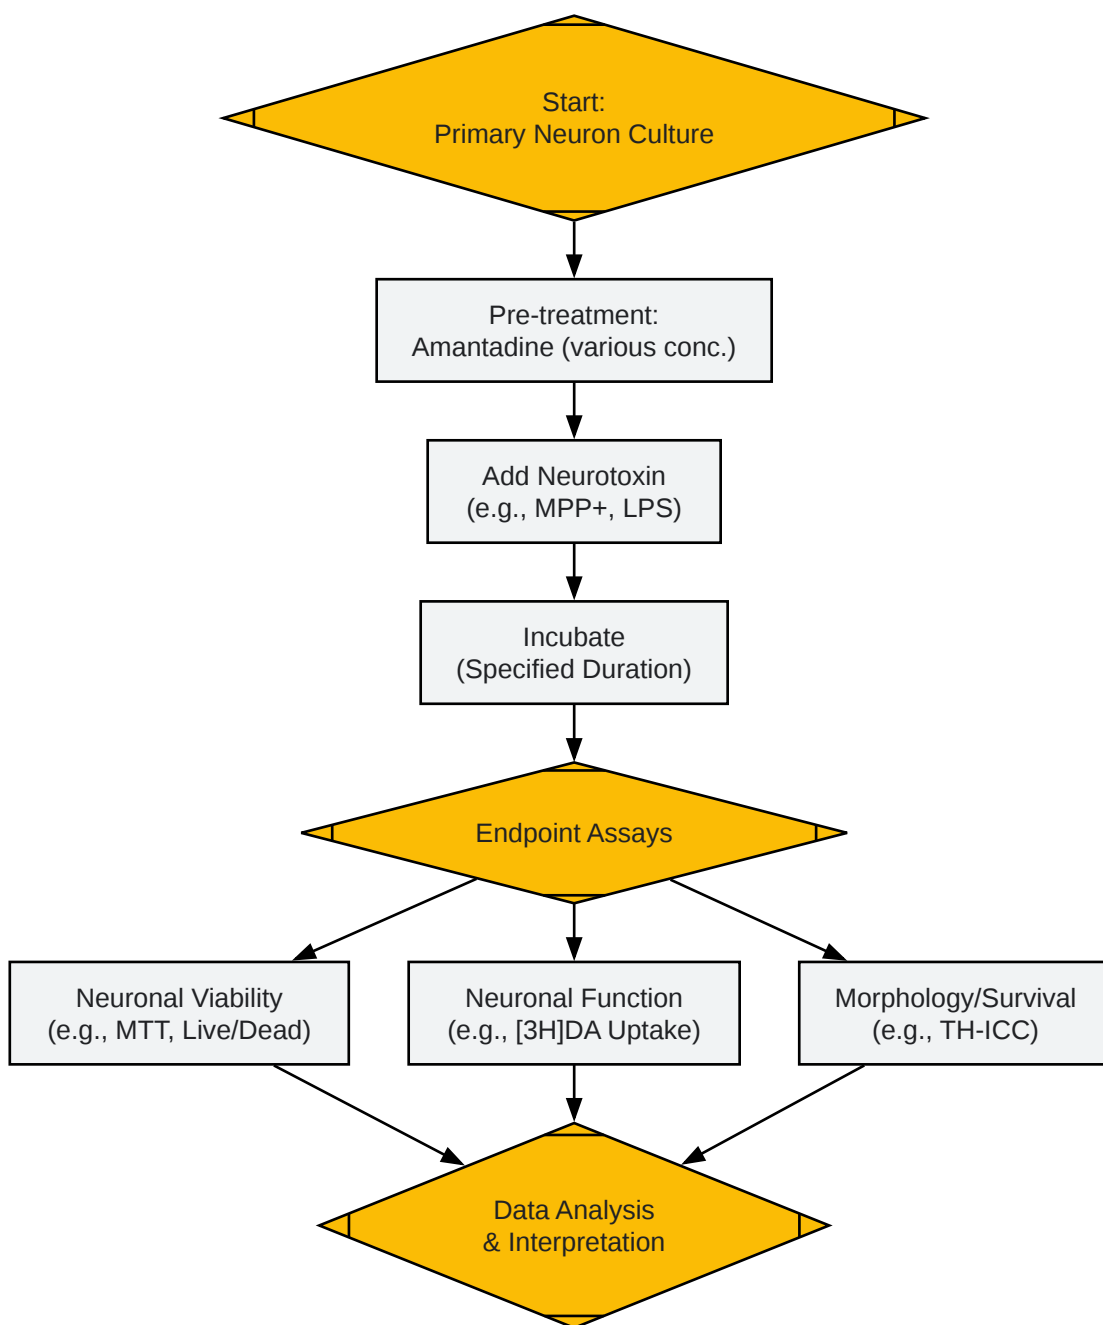 Start:
Primary Neuron Culture
Pre-treatment:
Amantadine (various conc.)
Add Neurotoxin
(e.g., MPP+, LPS)
Incubate
(Specified Duration)
Endpoint Assays
Neuronal Viability
(e.g., MTT, Live/Dead)
Neuronal Function
(e.g., [3H]DA Uptake)
Morphology/Survival
(e.g., TH-ICC)
Data Analysis
& Interpretation